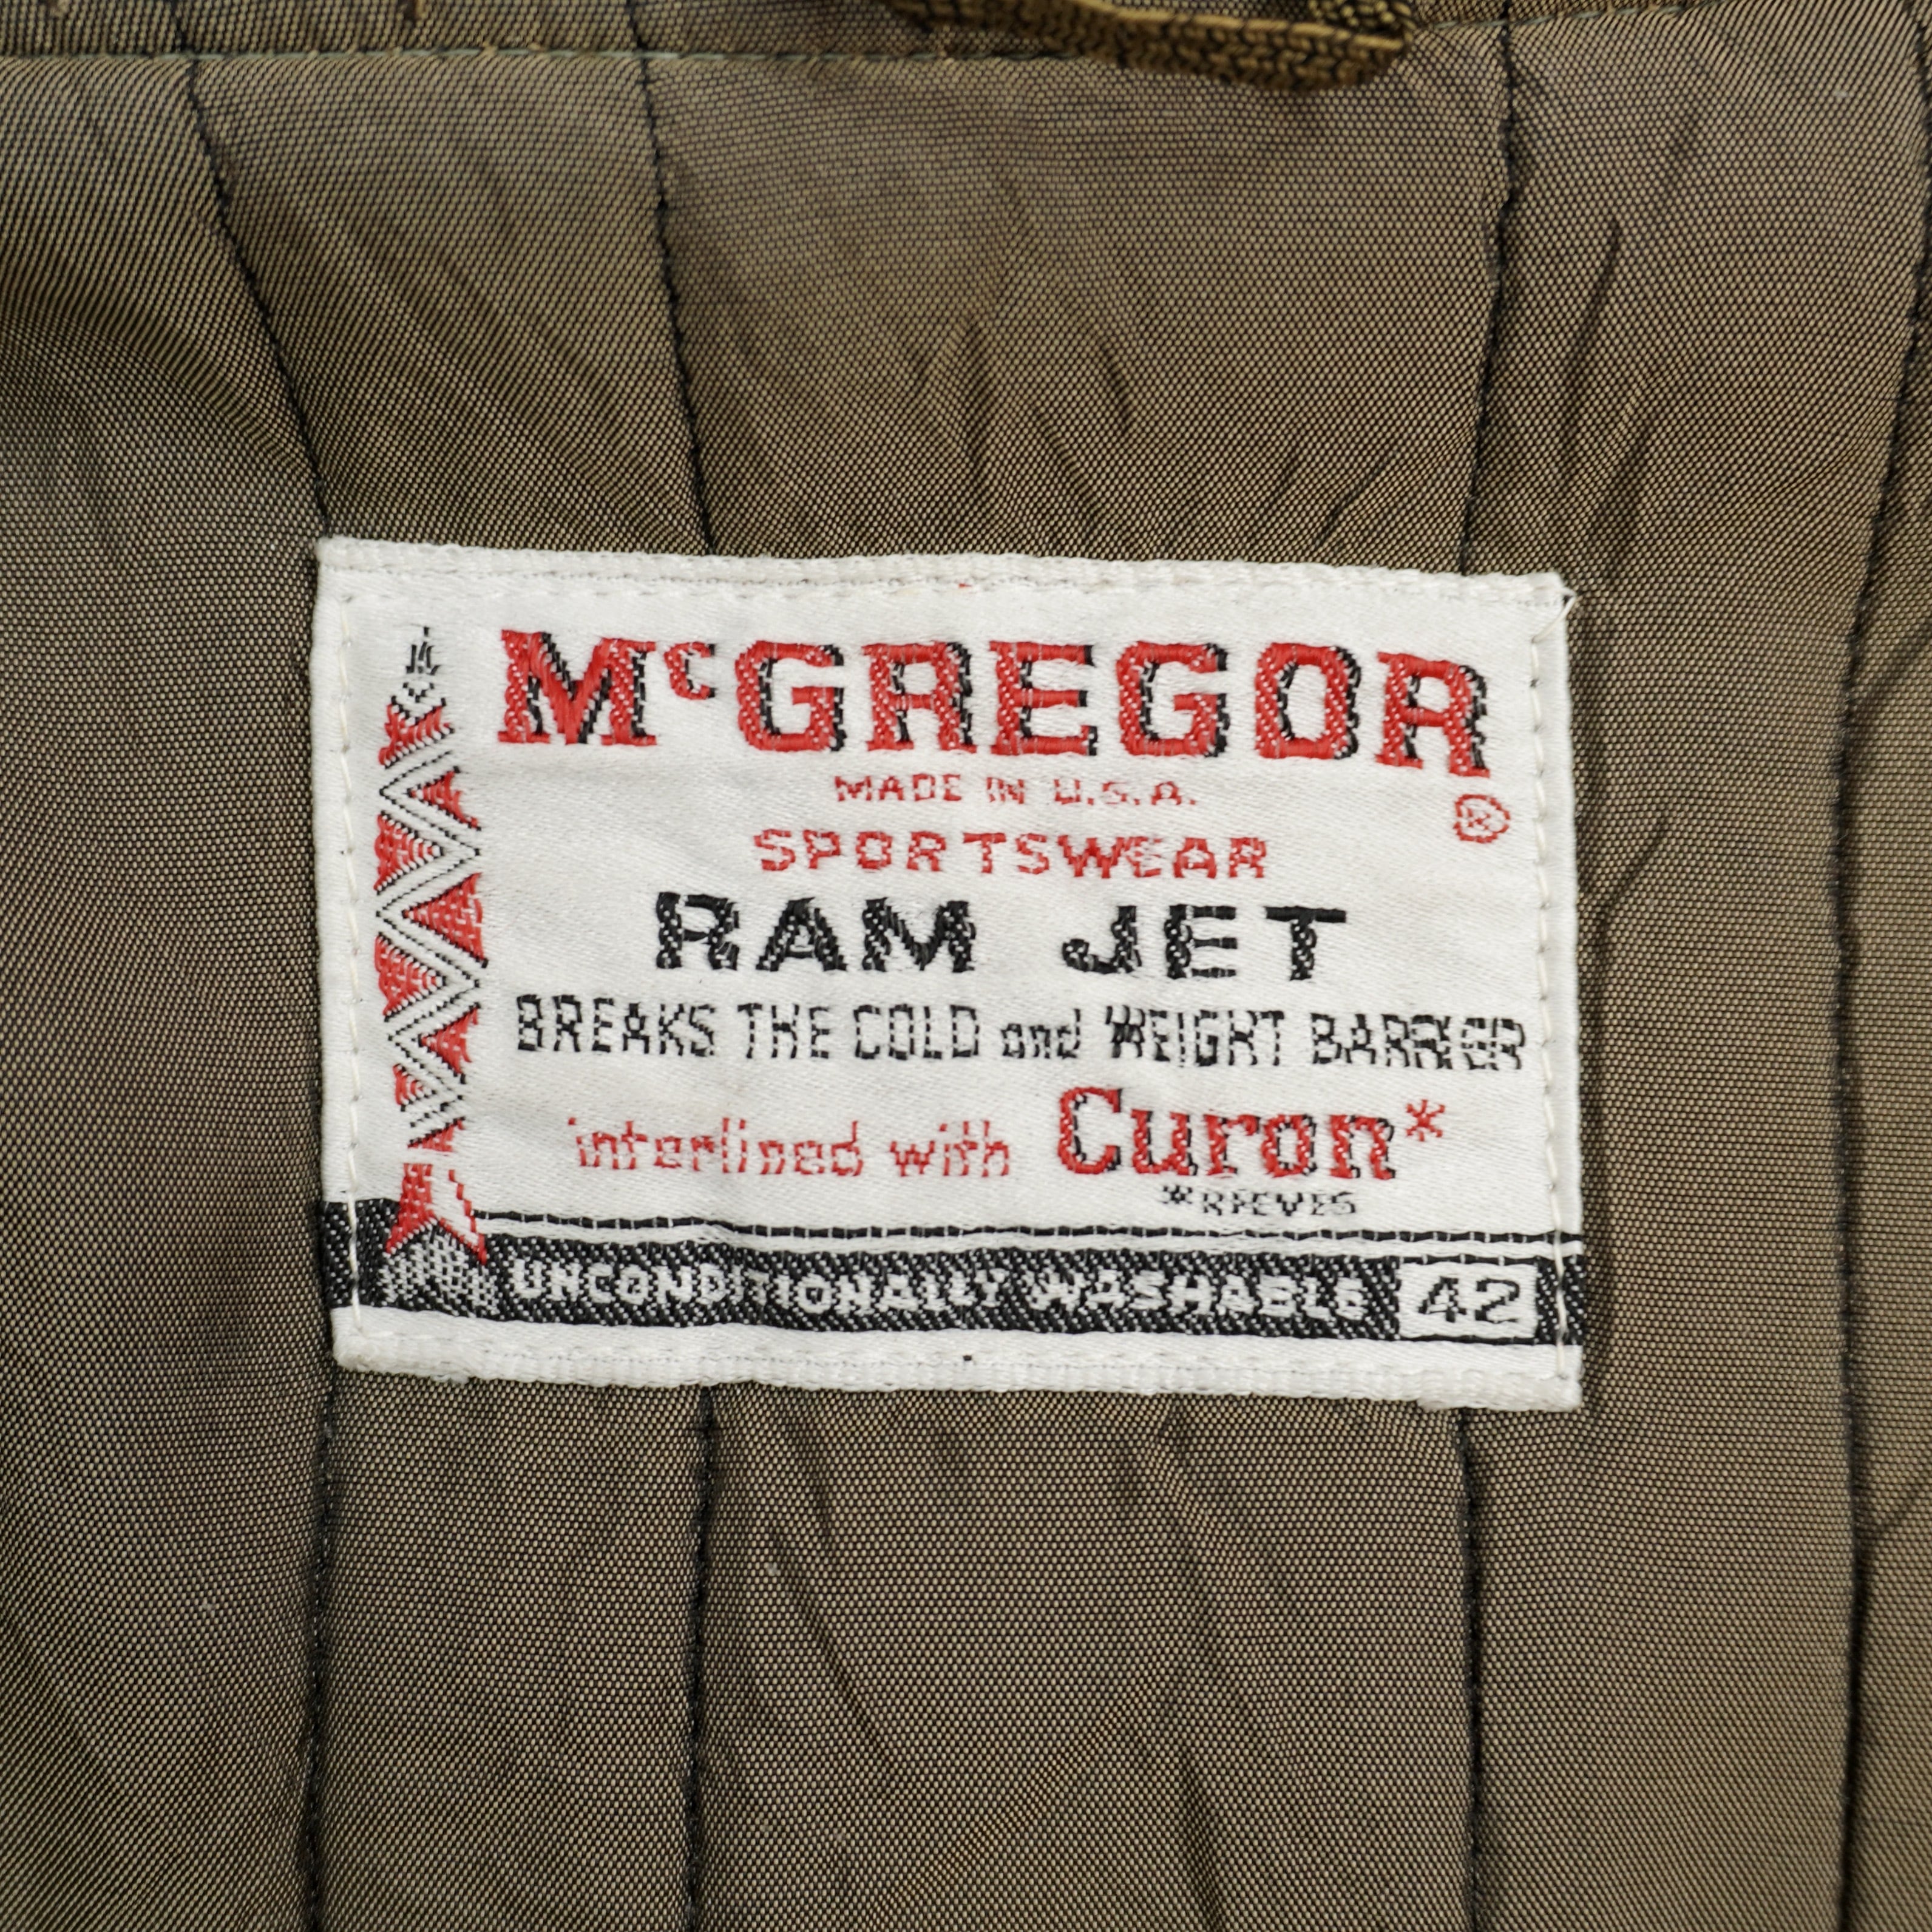 McGREGOR
MADE IN U.S.A.
®
SPORTSWEAR
RAM JET
BREAKS THE COLD and WEIGHT BARRIER
interlined with Curon*
*REEVES
UNCONDITIONALLY WASHABLE 42